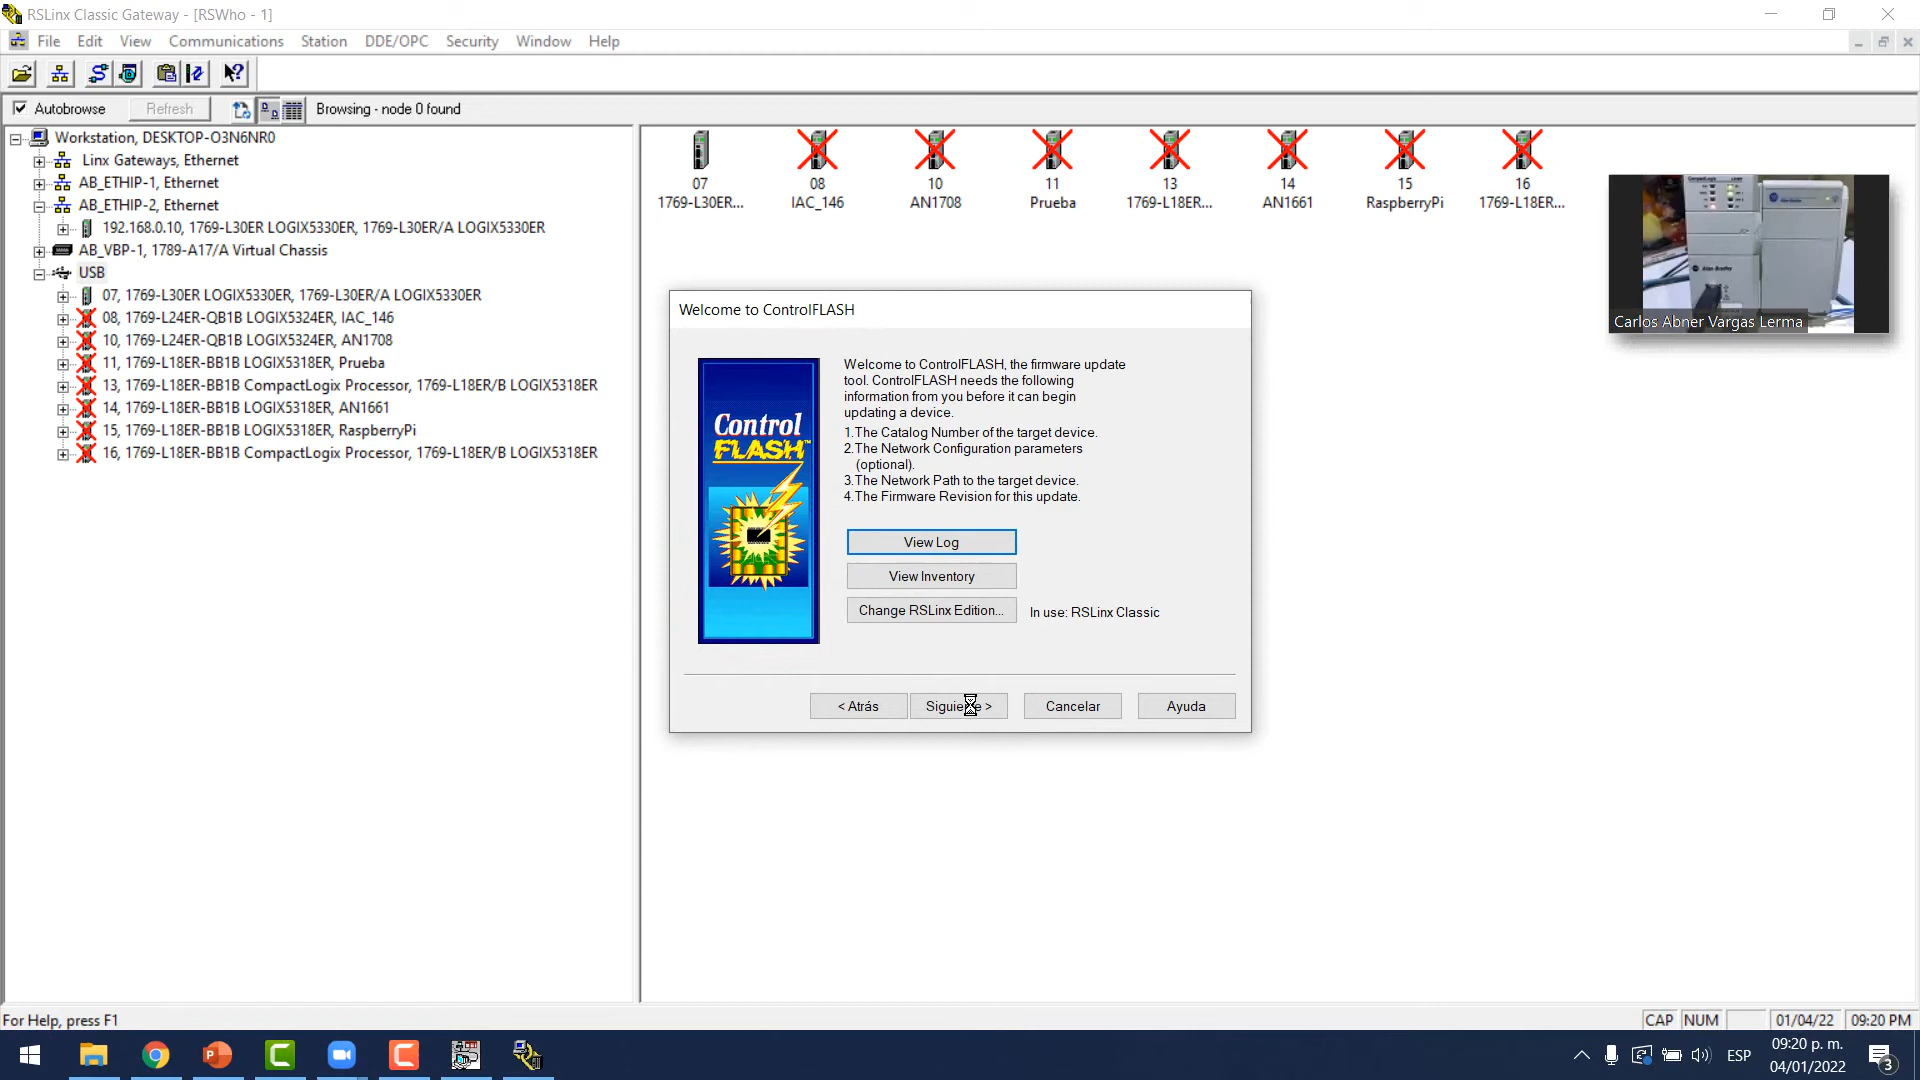 RSLinx Classic Gateway - [RSWho - 1]
File Edit View Communications Station DDE/OPC Security Window Help
Autobrowse Refresh Browsing - node 0 found
Workstation, DESKTOP-O3N6NR0
Linx Gateways, Ethernet
AB_ETHIP-1, Ethernet
AB_ETHIP-2, Ethernet
192.168.0.10, 1769-L30ER LOGIX5330ER, 1769-L30ER/A LOGIX5330ER
AB_VBP-1, 1789-A17/A Virtual Chassis
USB
07, 1769-L30ER LOGIX5330ER, 1769-L30ER/A LOGIX5330ER
08, 1769-L24ER-QB1B LOGIX5324ER, IAC_146
10, 1769-L24ER-QB1B LOGIX5324ER, AN1708
11, 1769-L18ER-BB1B LOGIX5318ER, Prueba
13, 1769-L18ER-BB1B CompactLogix Processor, 1769-L18ER/B LOGIX5318ER
14, 1769-L18ER-BB1B LOGIX5318ER, AN1661
15, 1769-L18ER-BB1B LOGIX5318ER, RaspberryPi
16, 1769-L18ER-BB1B CompactLogix Processor, 1769-L18ER/B LOGIX5318ER
07 08 10 11 13 14 15 16
1769-L30ER... IAC_146 AN1708 Prueba 1769-L18ER... AN1661 RaspberryPi 1769-L18ER...
Allen-Bradley
Carlos Abner Vargas Lerma
Welcome to ControlFLASH
Control
FLASH
Welcome to ControlFLASH, the firmware update
tool. ControlFLASH needs the following
information from you before it can begin
updating a device.
1.The Catalog Number of the target device.
2.The Network Configuration parameters
(optional).
3.The Network Path to the target device.
4.The Firmware Revision for this update.
View Log
View Inventory
Change RSLinx Edition... In use: RSLinx Classic
< Atrás Siguiente > Cancelar Ayuda
For Help, press F1 CAP NUM 01/04/22 09:20 PM
ESP 09:20 p. m.
04/01/2022
3